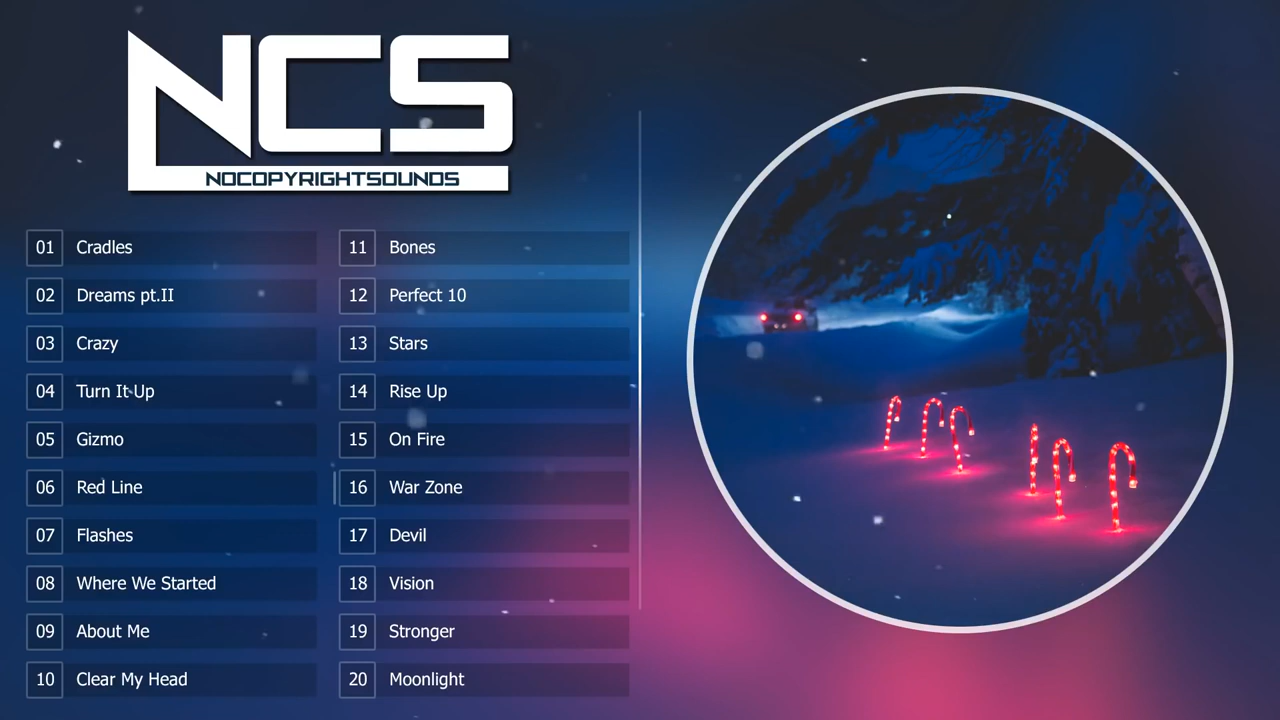 NCS
NOCOPYRIGHTSOUNDS
01 Cradles
02 Dreams pt.II
03 Crazy
04 Turn It Up
05 Gizmo
06 Red Line
07 Flashes
08 Where We Started
09 About Me
10 Clear My Head
11 Bones
12 Perfect 10
13 Stars
14 Rise Up
15 On Fire
16 War Zone
17 Devil
18 Vision
19 Stronger
20 Moonlight